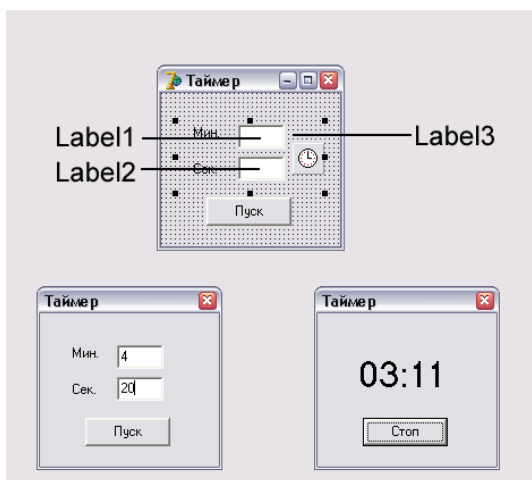 Таймер
Label1
Мин.
Label3
Label2
Сек.
Пуск
Таймер
Мин. 4
Сек. 20
Пуск
Таймер
03:11
Стоп